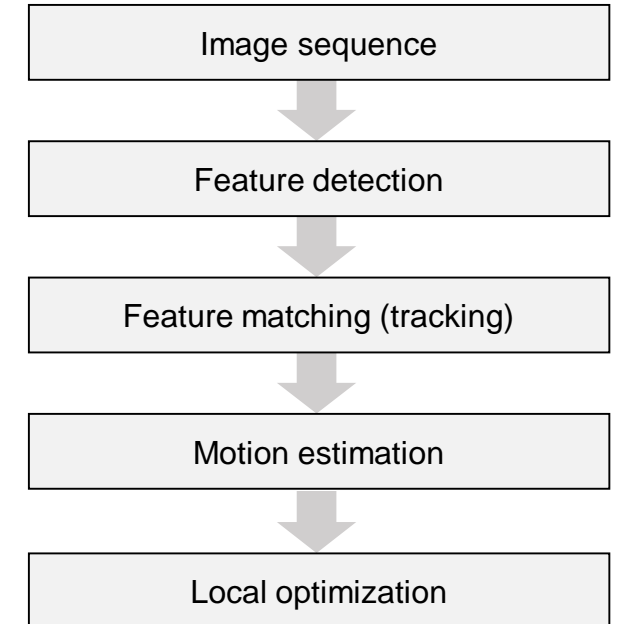 Image sequence
Feature detection
Feature matching (tracking)
Motion estimation
Local optimization